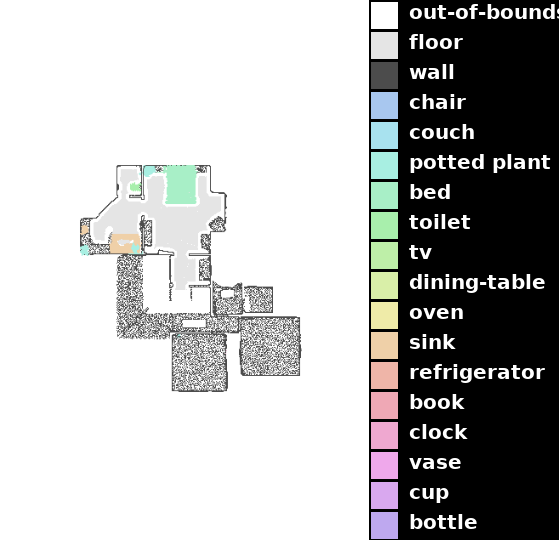 out-of-bounds
floor
wall
chair
couch
potted plant
bed
toilet
tv
dining-table
oven
sink
refrigerator
book
clock
vase
cup
bottle